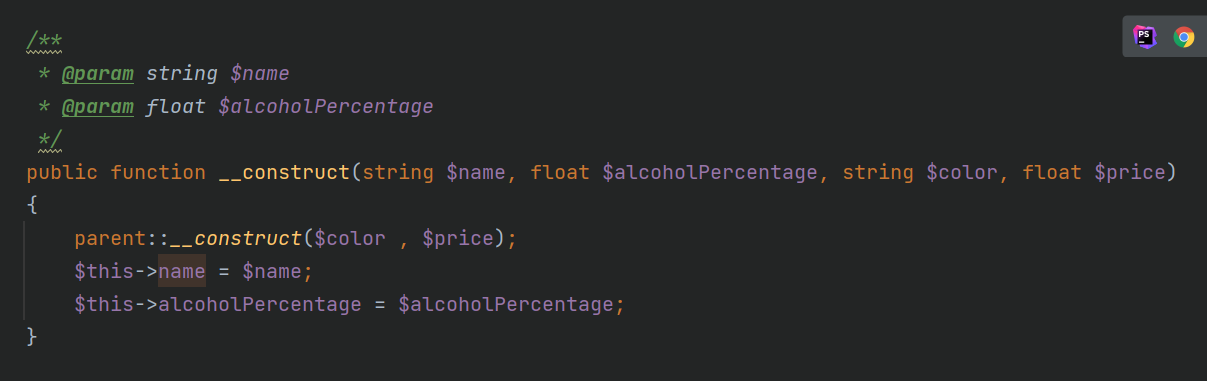 /**
 * @param string $name
 * @param float $alcoholPercentage
 */
PS
public function __construct(string $name, float $alcoholPercentage, string $color, float $price)
{
    parent::__construct($color , $price);
    $this->name = $name;
    $this->alcoholPercentage = $alcoholPercentage;
}